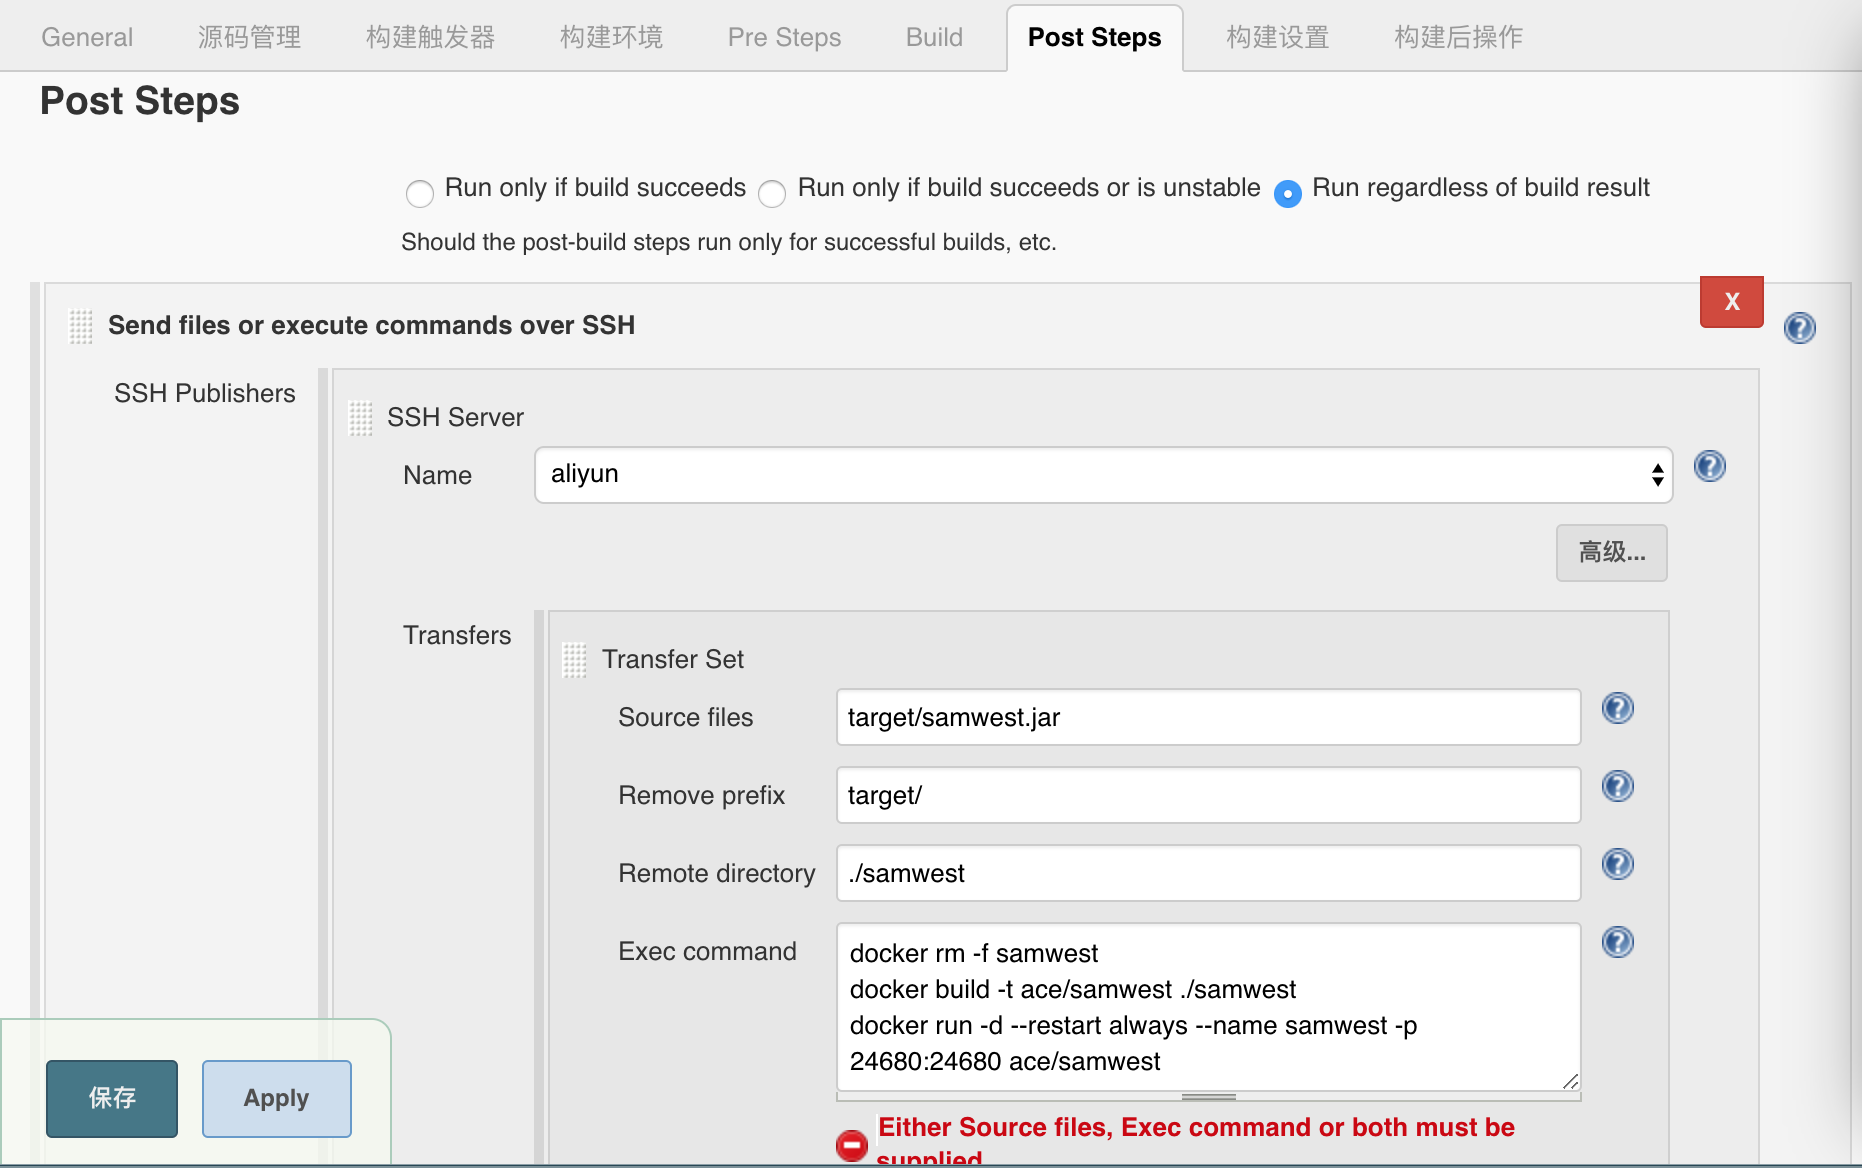 General 源码管理 构建触发器 构建环境 Pre Steps Build Post Steps 构建设置 构建后操作
Post Steps
Run only if build succeeds Run only if build succeeds or is unstable Run regardless of build result
Should the post-build steps run only for successful builds, etc.
X
Send files or execute commands over SSH
SSH Publishers
SSH Server
Name aliyun
高级...
Transfers
Transfer Set
Source files target/samwest.jar
Remove prefix target/
Remote directory ./samwest
Exec command docker rm -f samwest
docker build -t ace/samwest ./samwest
docker run -d --restart always --name samwest -p
24680:24680 ace/samwest
保存 Apply
Either Source files, Exec command or both must be
supplied